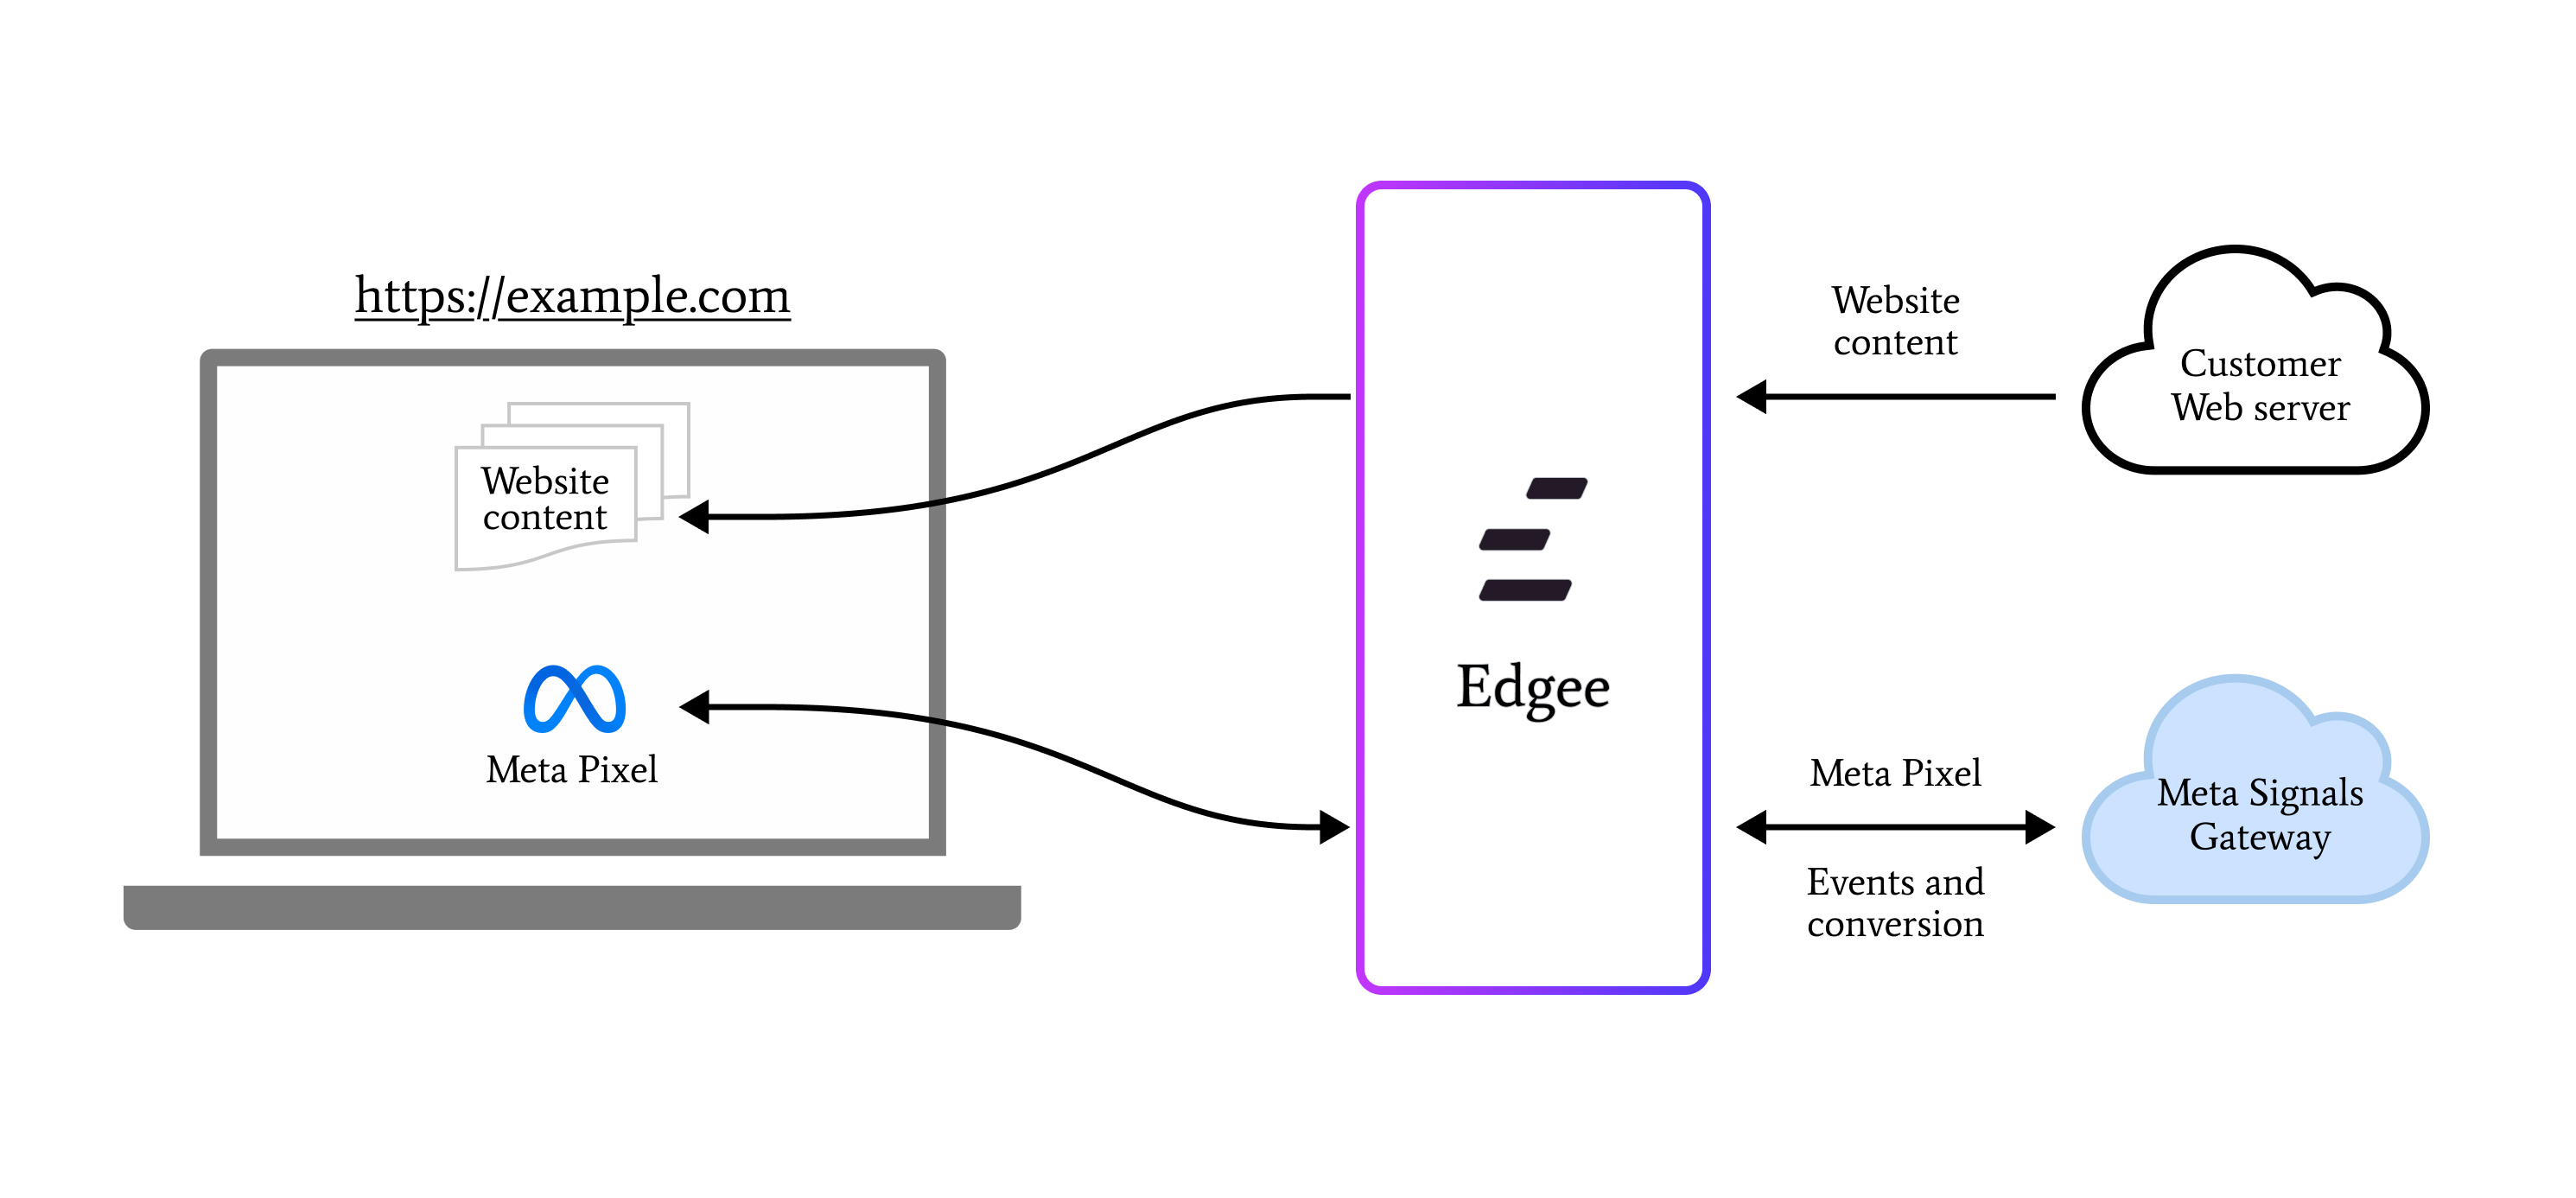 https://example.com
Website
content
Meta Pixel
Edgee
Website
content
Customer
Web server
Meta Pixel
Events and
conversion
Meta Signals
Gateway